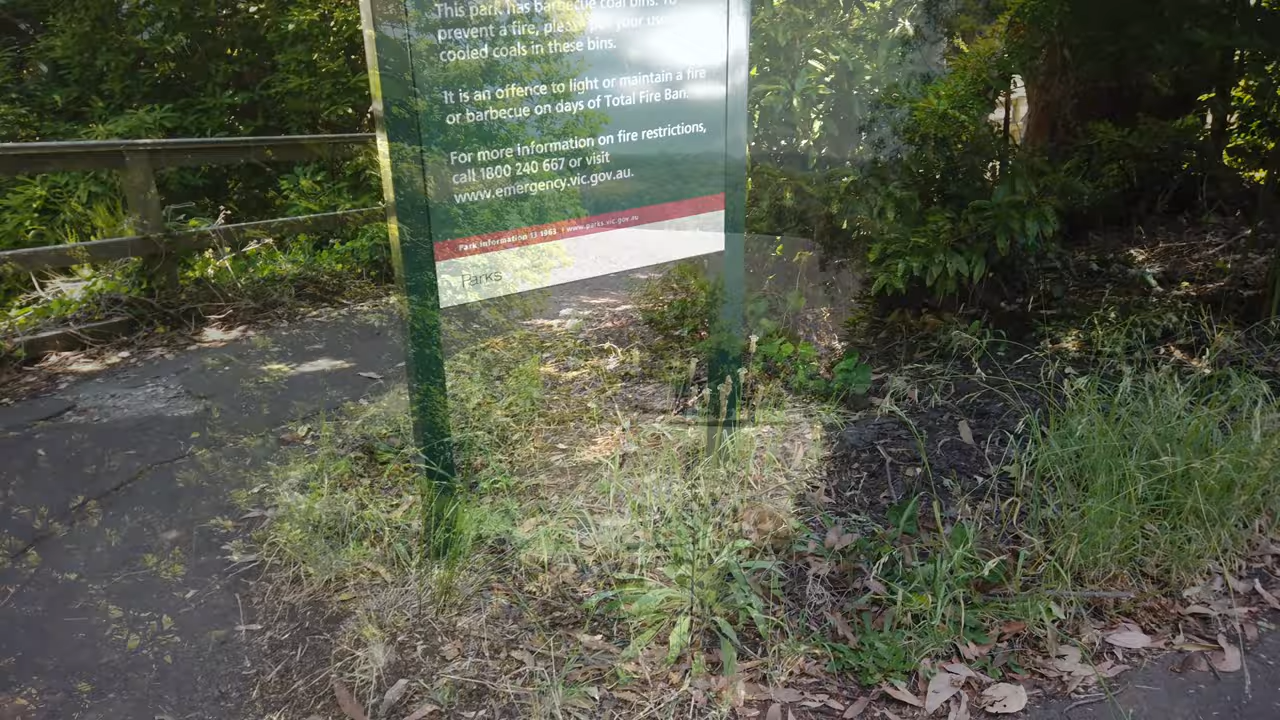 This park has barbecue coal bins. To
prevent a fire, please put your used
cooled coals in these bins.
It is an offence to light or maintain a fire
or barbecue on days of Total Fire Ban.
For more information on fire restrictions,
call 1800 240 667 or visit
www.emergency.vic.gov.au.
Park Information 13 1963 | www.parks.vic.gov.au
Parks